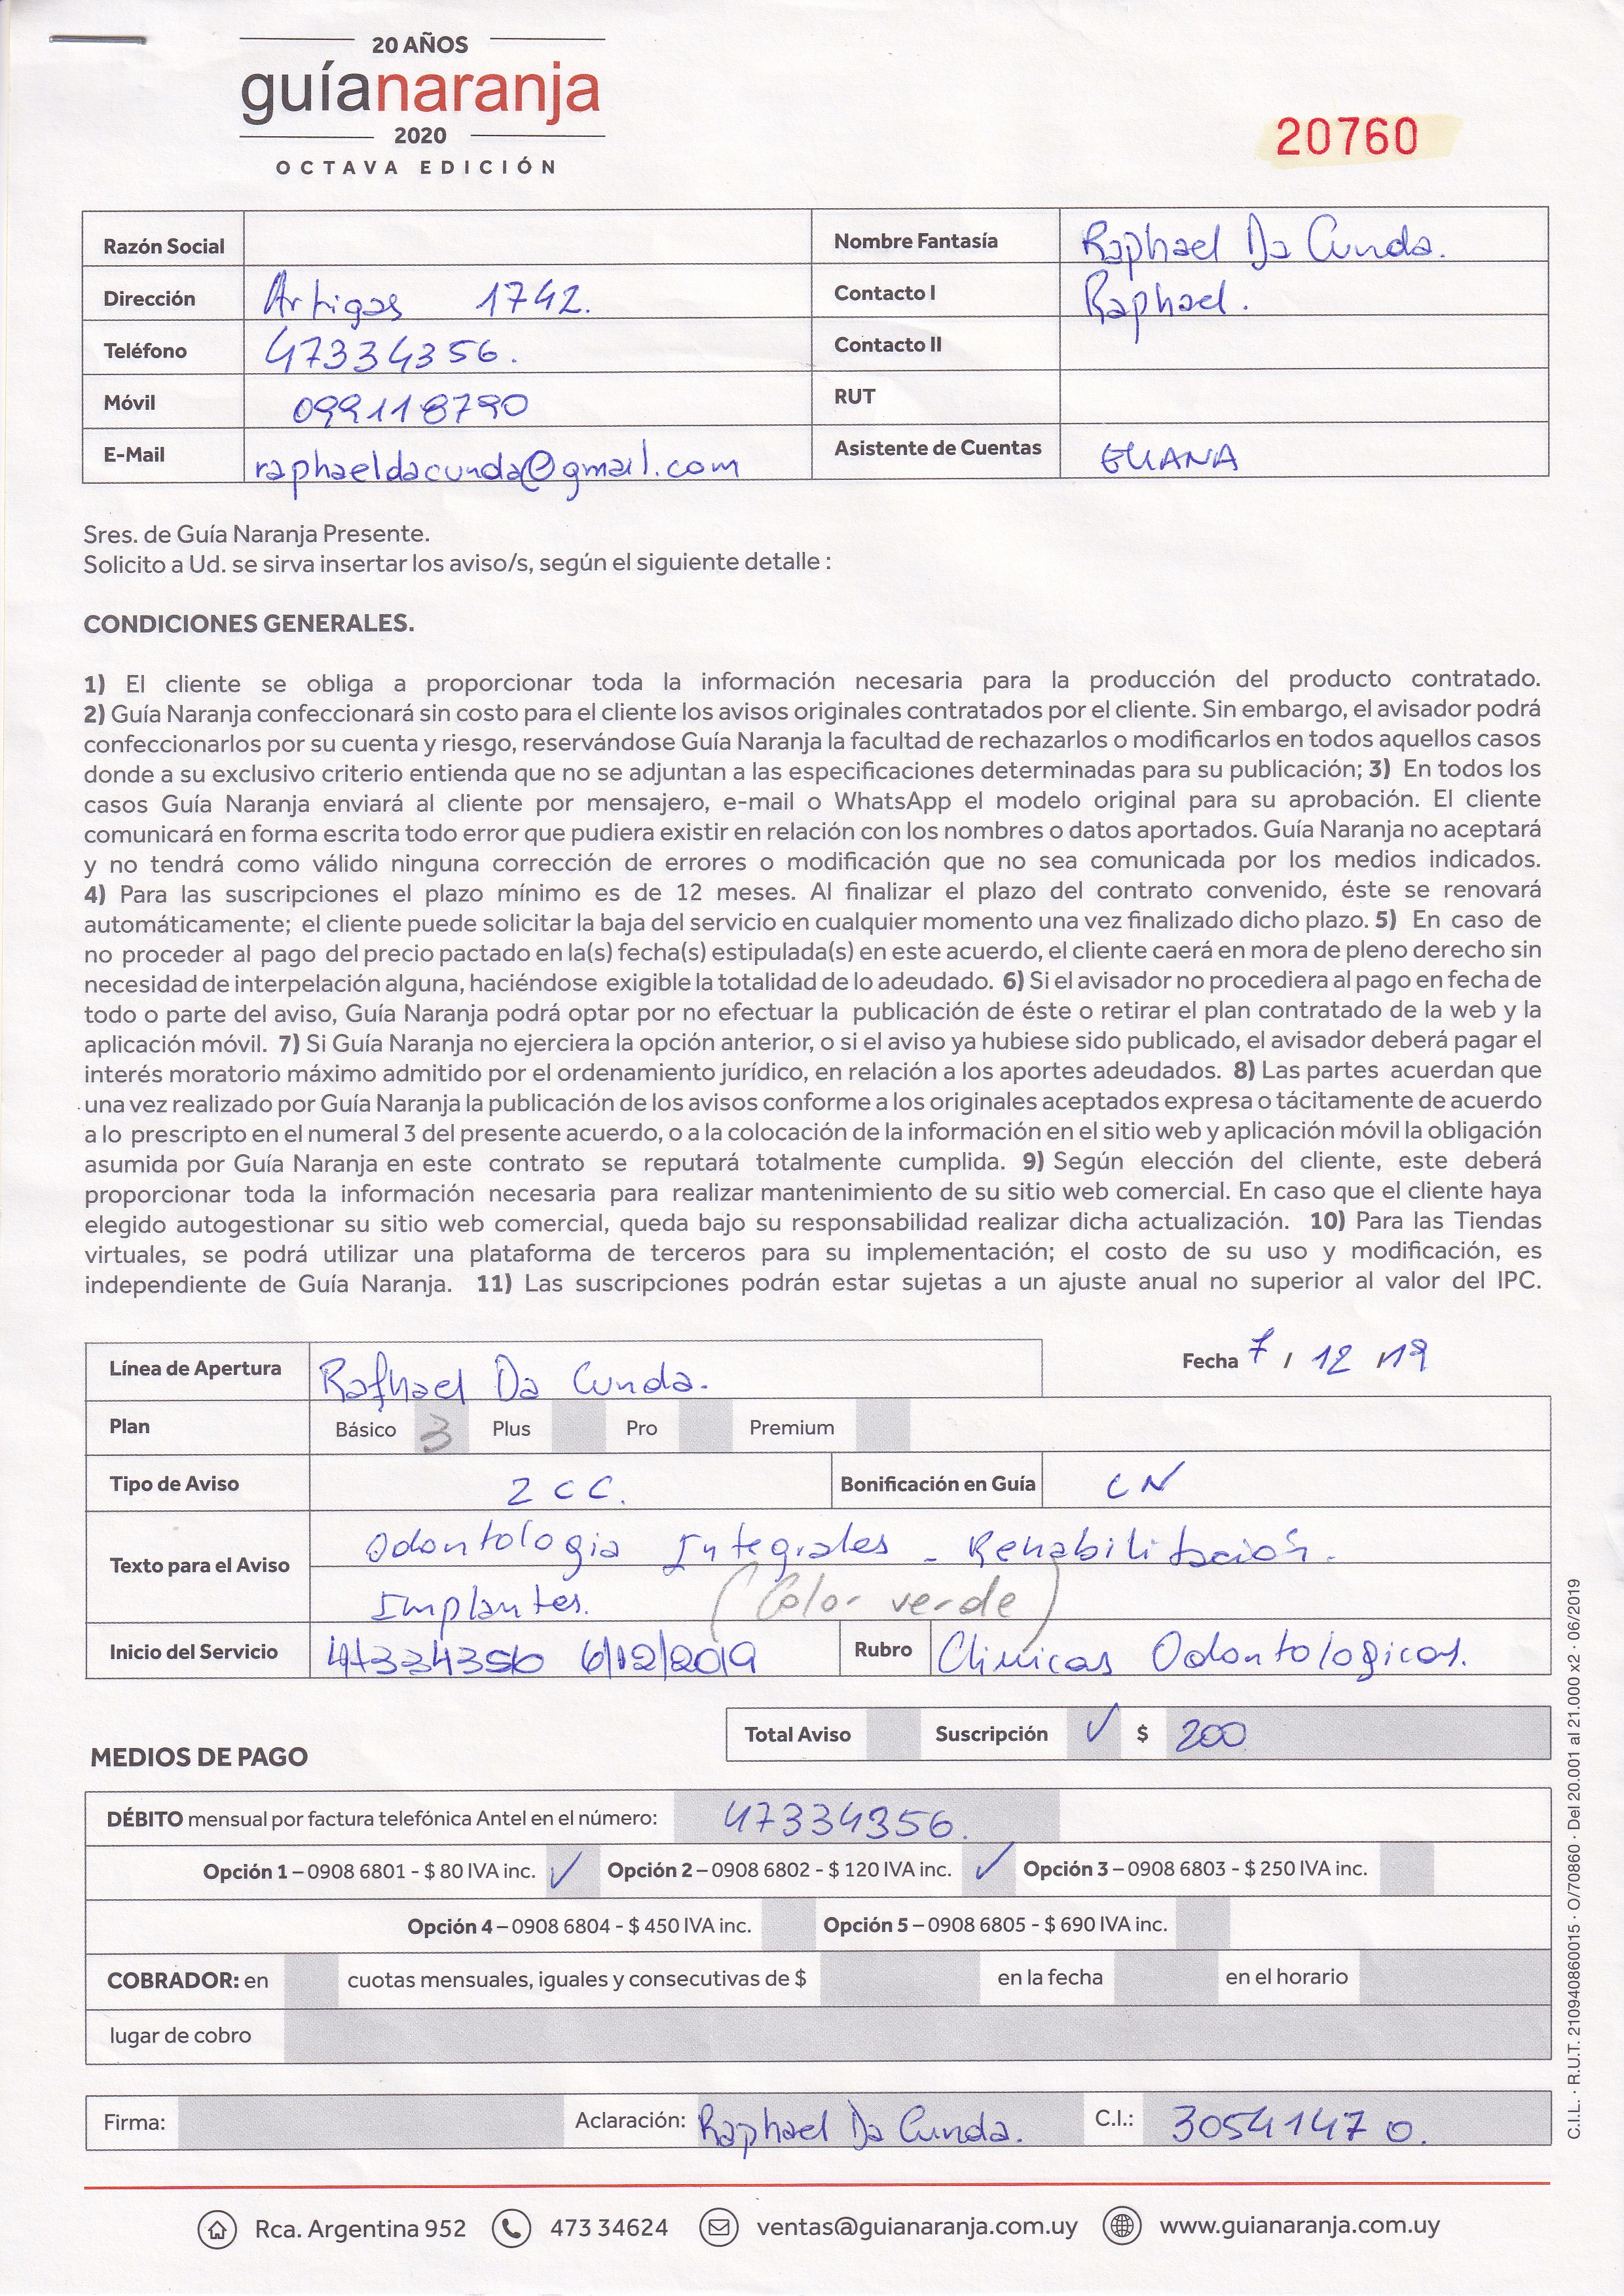 20 AÑOS
guíanaranja
2020
OCTAVA EDICIÓN
20760
Razón Social Nombre Fantasía Raphael Da Cunda.
Dirección Artigas 1742. Contacto I Raphael.
Teléfono 47334356. Contacto II
Móvil 099118790 RUT
E-Mail raphaeldacunda@gmail.com Asistente de Cuentas ELIANA
Sres. de Guía Naranja Presente.
Solicito a Ud. se sirva insertar los aviso/s, según el siguiente detalle :
CONDICIONES GENERALES.
1) El cliente se obliga a proporcionar toda la información necesaria para la producción del producto contratado.
2) Guía Naranja confeccionará sin costo para el cliente los avisos originales contratados por el cliente. Sin embargo, el avisador podrá
confeccionarlos por su cuenta y riesgo, reservándose Guía Naranja la facultad de rechazarlos o modificarlos en todos aquellos casos
donde a su exclusivo criterio entienda que no se adjuntan a las especificaciones determinadas para su publicación; 3) En todos los
casos Guía Naranja enviará al cliente por mensajero, e-mail o WhatsApp el modelo original para su aprobación. El cliente
comunicará en forma escrita todo error que pudiera existir en relación con los nombres o datos aportados. Guía Naranja no aceptará
y no tendrá como válido ninguna corrección de errores o modificación que no sea comunicada por los medios indicados.
4) Para las suscripciones el plazo mínimo es de 12 meses. Al finalizar el plazo del contrato convenido, éste se renovará
automáticamente; el cliente puede solicitar la baja del servicio en cualquier momento una vez finalizado dicho plazo. 5) En caso de
no proceder al pago del precio pactado en la(s) fecha(s) estipulada(s) en este acuerdo, el cliente caerá en mora de pleno derecho sin
necesidad de interpelación alguna, haciéndose exigible la totalidad de lo adeudado. 6) Si el avisador no procediera al pago en fecha de
todo o parte del aviso, Guía Naranja podrá optar por no efectuar la publicación de éste o retirar el plan contratado de la web y la
aplicación móvil. 7) Si Guía Naranja no ejerciera la opción anterior, o si el aviso ya hubiese sido publicado, el avisador deberá pagar el
interés moratorio máximo admitido por el ordenamiento jurídico, en relación a los aportes adeudados. 8) Las partes acuerdan que
una vez realizado por Guía Naranja la publicación de los avisos conforme a los originales aceptados expresa o tácitamente de acuerdo
a lo prescripto en el numeral 3 del presente acuerdo, o a la colocación de la información en el sitio web y aplicación móvil la obligación
asumida por Guía Naranja en este contrato se reputará totalmente cumplida. 9) Según elección del cliente, este deberá
proporcionar toda la información necesaria para realizar mantenimiento de su sitio web comercial. En caso que el cliente haya
elegido autogestionar su sitio web comercial, queda bajo su responsabilidad realizar dicha actualización. 10) Para las Tiendas
virtuales, se podrá utilizar una plataforma de terceros para su implementación; el costo de su uso y modificación, es
independiente de Guía Naranja. 11) Las suscripciones podrán estar sujetas a un ajuste anual no superior al valor del IPC.
Línea de Apertura Rafhael Da Cunda. Fecha 7 / 12 /19
Plan Básico 3 Plus Pro Premium
Tipo de Aviso 2 CC. Bonificación en Guía CN
Texto para el Aviso Odontologia Integrales - Rehabilitación.
Implantes. (Color verde)
Inicio del Servicio 47334356 6/12/2019 Rubro Clinicas Odontologicas.
Total Aviso Suscripción ✓ $ 200
MEDIOS DE PAGO
DÉBITO mensual por factura telefónica Antel en el número: 47334356.
Opción 1 – 0908 6801 - $ 80 IVA inc. ✓ Opción 2 – 0908 6802 - $ 120 IVA inc. ✓ Opción 3 – 0908 6803 - $ 250 IVA inc.
Opción 4 – 0908 6804 - $ 450 IVA inc. Opción 5 – 0908 6805 - $ 690 IVA inc.
COBRADOR: en cuotas mensuales, iguales y consecutivas de $ en la fecha en el horario
lugar de cobro
Firma: Aclaración: Raphael Da Cunda. C.I.: 3054147 0.
Rca. Argentina 952 473 34624 ventas@guianaranja.com.uy www.guianaranja.com.uy
C.I.L. · R.U.T. 210940860015 · O/70860 · Del 20.001 al 21.000 x2 · 06/2019